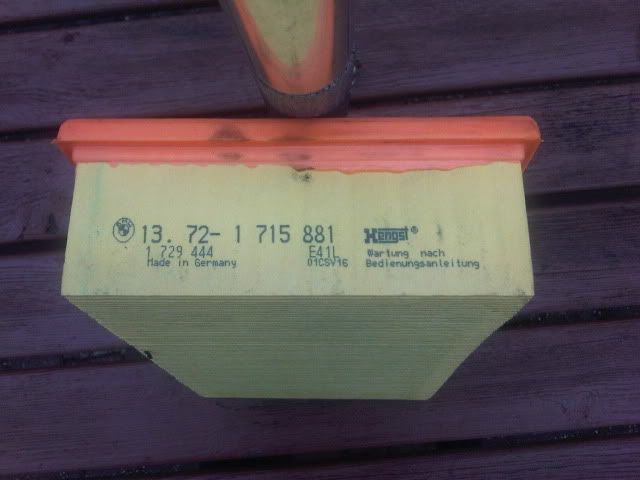 13. 72- 1 715 881
1 729 444 E41L
Made in Germany 01CSV16
Hengst®
Wartung nach
Bedienungsanleitung